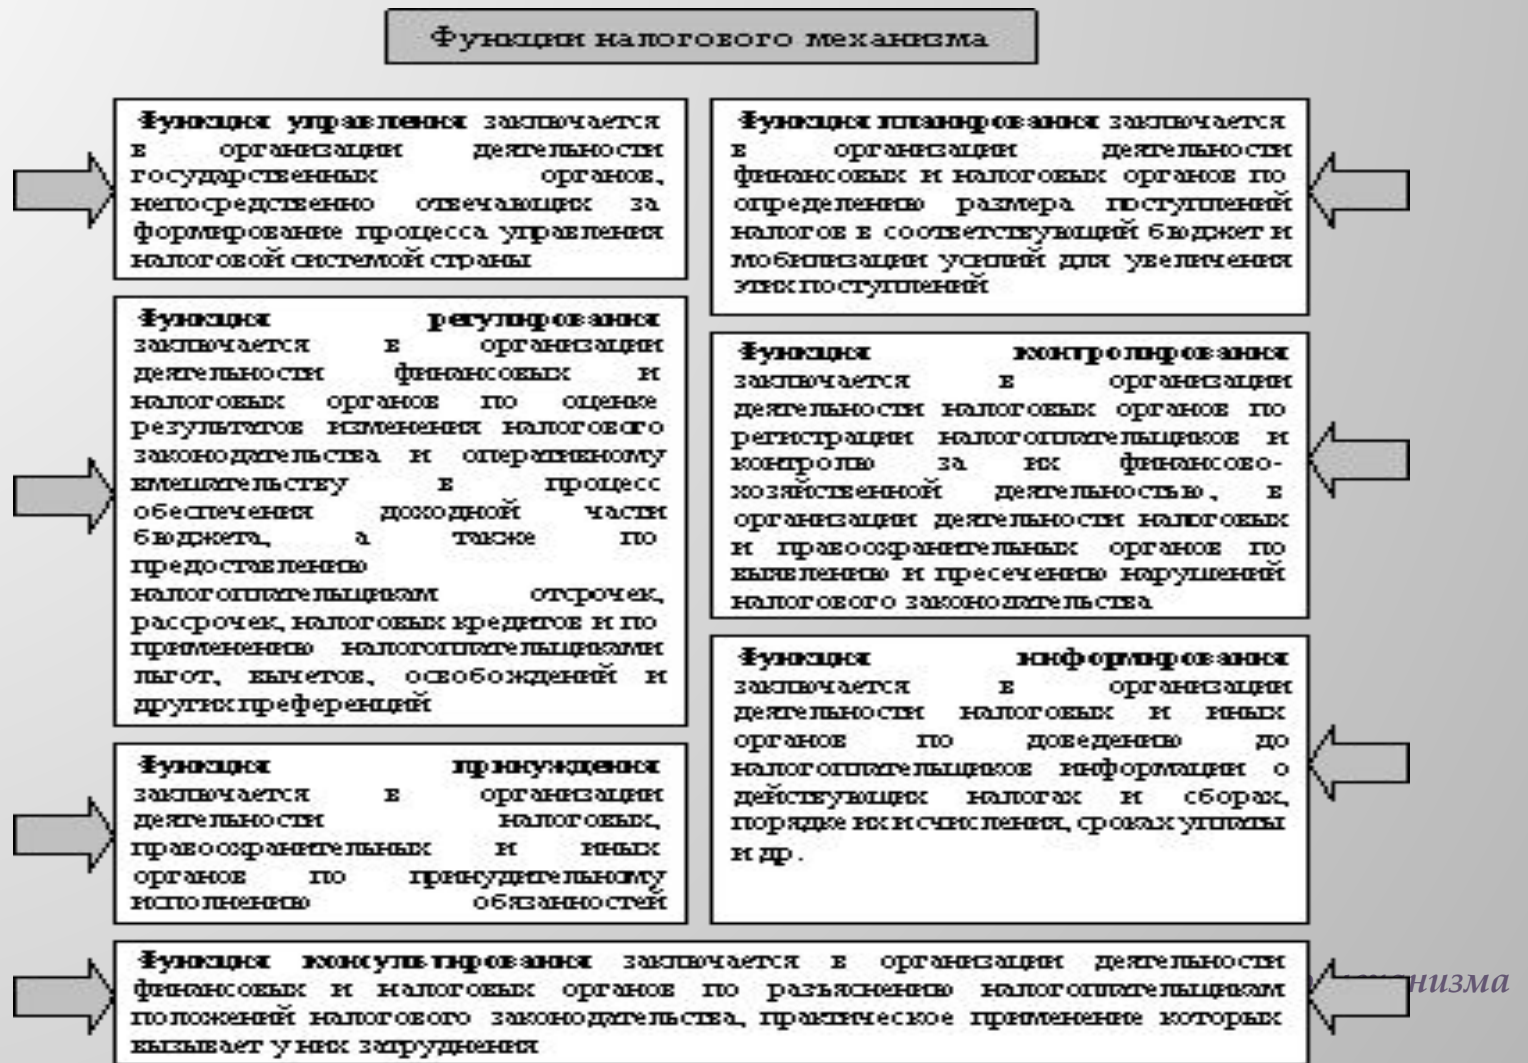 Функции налогового механизма
Функция управления заключается
в организации деятельности
государственных органов,
непосредственно отвечающих за
формирование процесса управления
налоговой системой страны
Функция планирования заключается
в организации деятельности
финансовых и налоговых органов по
определению размера поступлений
налогов в соответствующий бюджет и
мобилизации усилий для увеличения
этих поступлений
Функция регулирования
заключается в организации
деятельности финансовых и
налоговых органов по оценке
результатов изменения налогового
законодательства и оперативному
вмешательству в процесс
обеспечения доходной части
бюджета, а также по
предоставлению
налогоплательщикам отсрочек,
рассрочек, налоговых кредитов и по
применению налогоплательщиками
льгот, вычетов, освобождений и
других преференций
Функция контролирования
заключается в организации
деятельности налоговых органов по
регистрации налогоплательщиков и
контролю за их финансово-
хозяйственной деятельностью, в
организации деятельности налоговых
и правоохранительных органов по
выявлению и пресечению нарушений
налогового законодательства
Функция принуждения
заключается в организации
деятельности налоговых,
правоохранительных и иных
органов по принудительному
исполнению обязанностей
Функция информирования
заключается в организации
деятельности налоговых и иных
органов по доведению до
налогоплательщиков информации о
действующих налогах и сборах,
порядке их исчисления, сроках уплаты
и др.
Функция консультирования заключается в организации деятельности
финансовых и налоговых органов по разъяснению налогоплательщикам
положений налогового законодательства, практическое применение которых
вызывает у них затруднения
низма